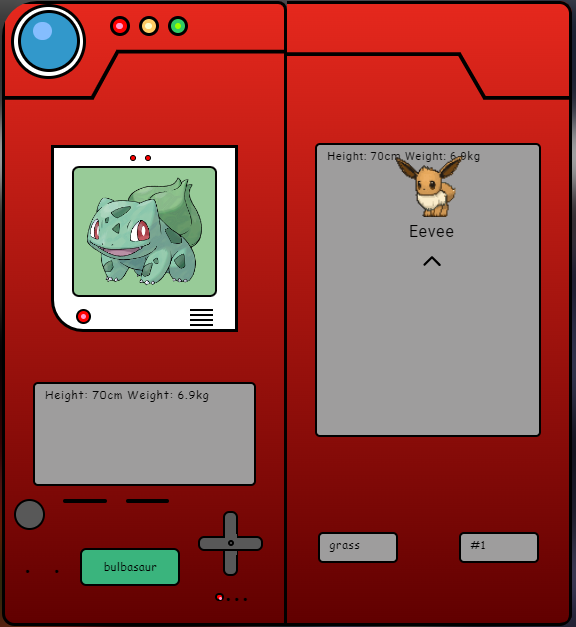 Height: 70cm Weight: 6.9kg
bulbasaur
Height: 70cm Weight: 6.9kg
Eevee
grass
#1